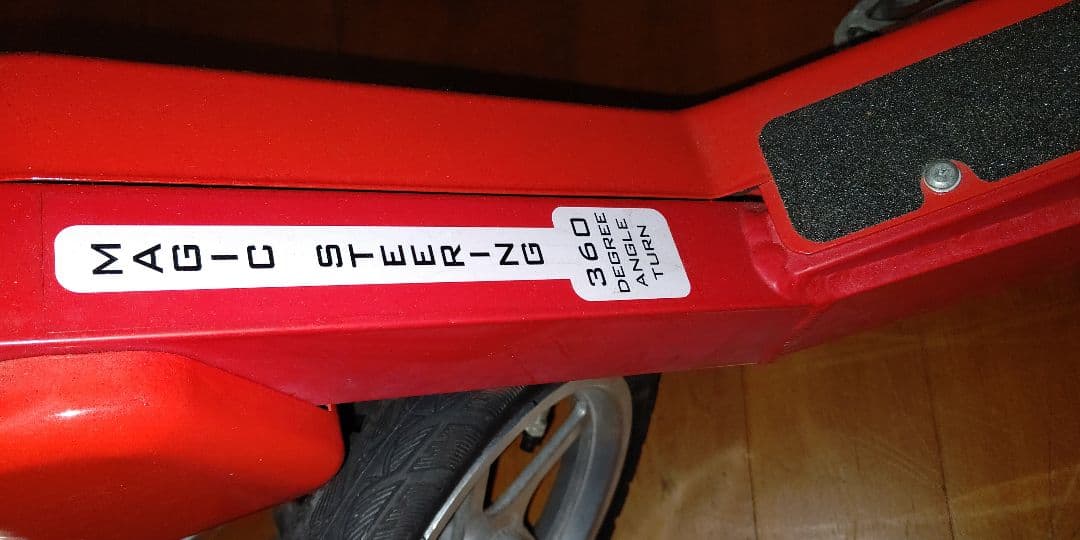 MAGIC STEERING
360
DEGREE
ANGLE
TURN